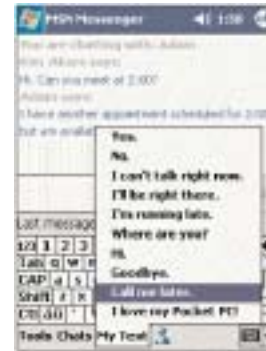 MSN Messenger 1:58
You are chatting with: Adam
Kim Akers says:
Hi. Can you meet at 2:00?
Adam says:
I have another appointment scheduled for 2:00
but am availa
Yes.
No.
I can't talk right now.
I'll be right there.
I'm running late.
Where are you?
Hi.
Goodbye.
Call me later.
I love my Pocket PC!
Last message
123 1 2 3
Tab q w
CAP a s
Shift z x
Ctl áü
Tools Chats My Text